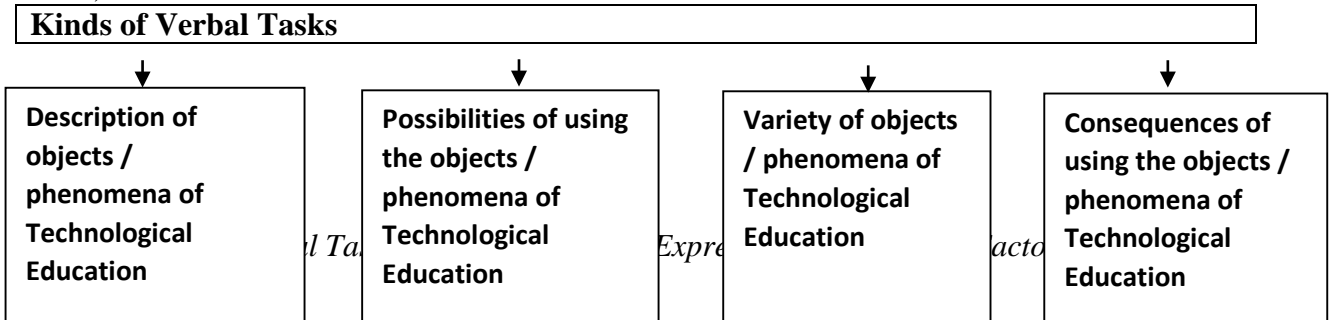 Kinds of Verbal Tasks
Description of
objects /
phenomena of
Technological
Education
Possibilities of using
the objects /
phenomena of
Technological
Education
Variety of objects
/ phenomena of
Technological
Education
Consequences of
using the objects /
phenomena of
Technological
Education